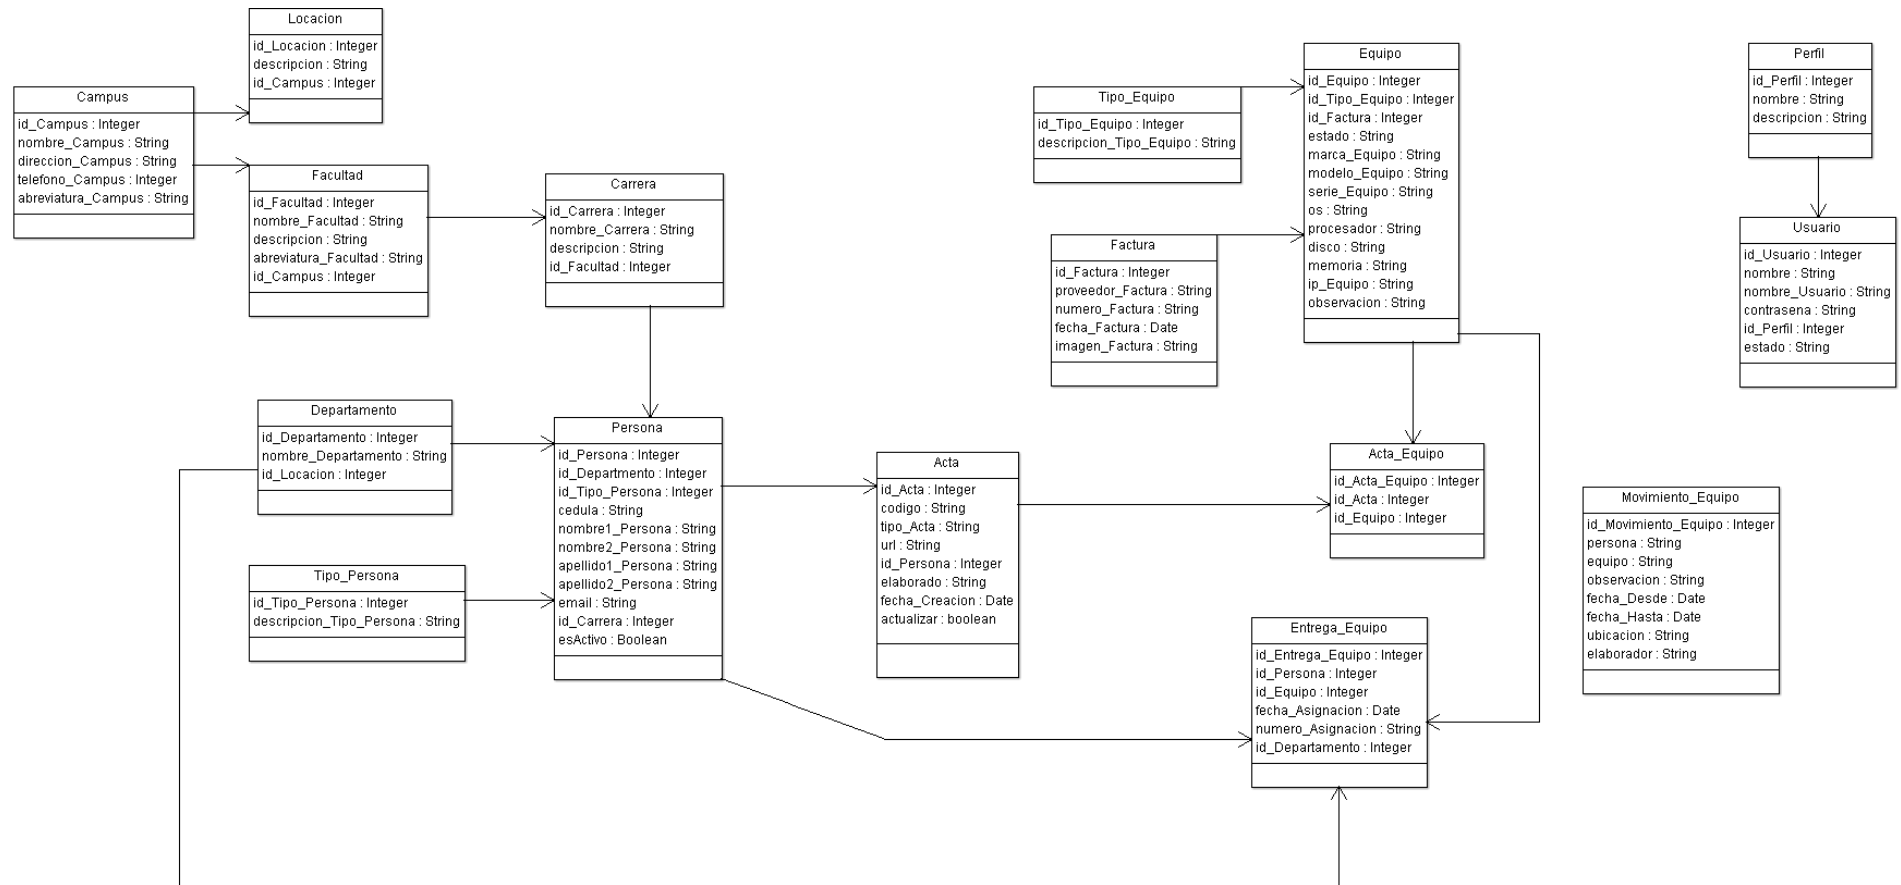 Locacion
id_Locacion : Integer
descripcion : String
id_Campus : Integer
Campus
id_Campus : Integer
nombre_Campus : String
direccion_Campus : String
telefono_Campus : Integer
abreviatura_Campus : String
Facultad
id_Facultad : Integer
nombre_Facultad : String
descripcion : String
abreviatura_Facultad : String
id_Campus : Integer
Carrera
id_Carrera : Integer
nombre_Carrera : String
descripcion : String
id_Facultad : Integer
Tipo_Equipo
id_Tipo_Equipo : Integer
descripcion_Tipo_Equipo : String
Factura
id_Factura : Integer
proveedor_Factura : String
numero_Factura : String
fecha_Factura : Date
imagen_Factura : String
Equipo
id_Equipo : Integer
id_Tipo_Equipo : Integer
id_Factura : Integer
estado : String
marca_Equipo : String
modelo_Equipo : String
serie_Equipo : String
os : String
procesador : String
disco : String
memoria : String
ip_Equipo : String
observacion : String
Perfil
id_Perfil : Integer
nombre : String
descripcion : String
Usuario
id_Usuario : Integer
nombre : String
nombre_Usuario : String
contrasena : String
id_Perfil : Integer
estado : String
Departamento
id_Departamento : Integer
nombre_Departamento : String
id_Locacion : Integer
Tipo_Persona
id_Tipo_Persona : Integer
descripcion_Tipo_Persona : String
Persona
id_Persona : Integer
id_Departmento : Integer
id_Tipo_Persona : Integer
cedula : String
nombre1_Persona : String
nombre2_Persona : String
apellido1_Persona : String
apellido2_Persona : String
email : String
id_Carrera : Integer
esActivo : Boolean
Acta
id_Acta : Integer
codigo : String
tipo_Acta : String
url : String
id_Persona : Integer
elaborado : String
fecha_Creacion : Date
actualizar : boolean
Acta_Equipo
id_Acta_Equipo : Integer
id_Acta : Integer
id_Equipo : Integer
Entrega_Equipo
id_Entrega_Equipo : Integer
id_Persona : Integer
id_Equipo : Integer
fecha_Asignacion : Date
numero_Asignacion : String
id_Departamento : Integer
Movimiento_Equipo
id_Movimiento_Equipo : Integer
persona : String
equipo : String
observacion : String
fecha_Desde : Date
fecha_Hasta : Date
ubicacion : String
elaborador : String